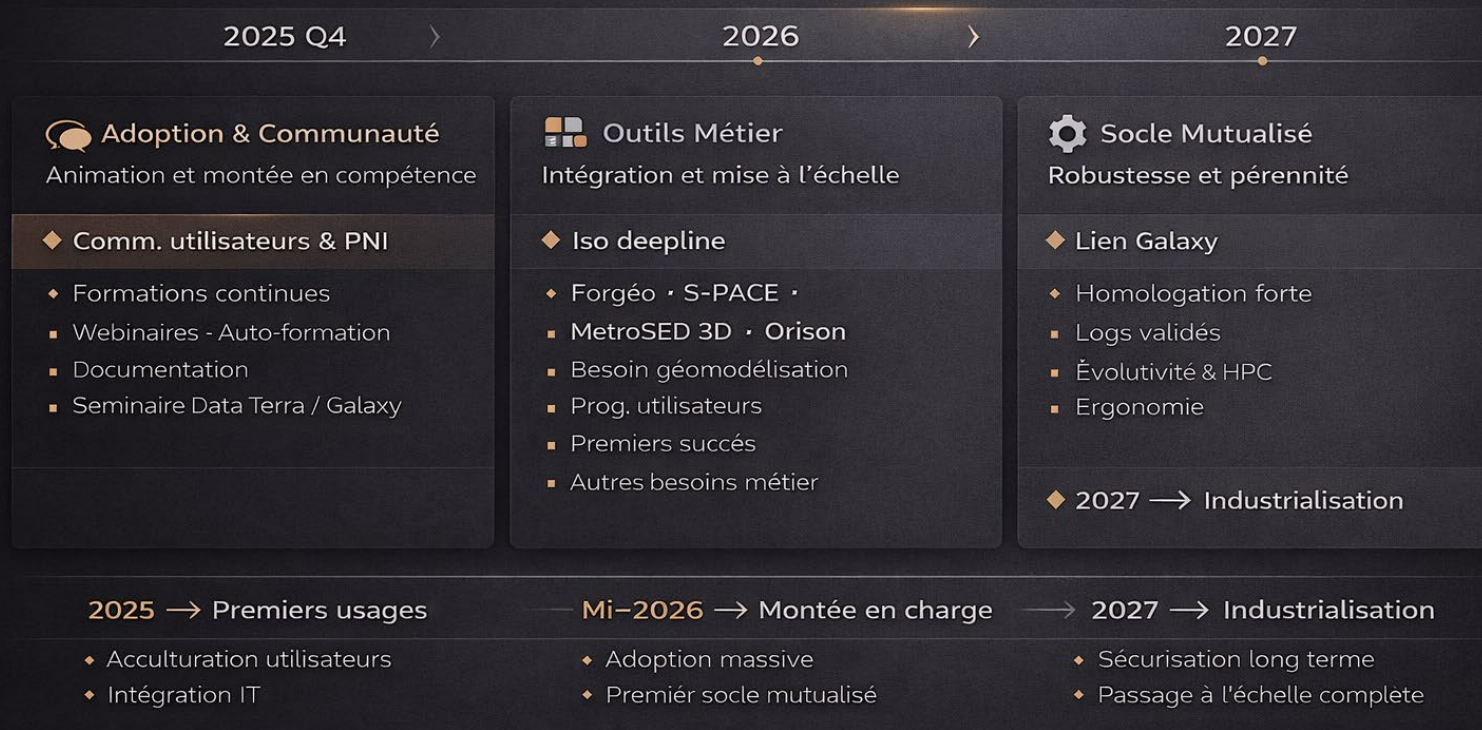 2025 Q4
2026
2027
Adoption & Communauté
Animation et montée en compétence
Comm. utilisateurs & PNI
Formations continues
Webinaires - Auto-formation
Documentation
Seminaire Data Terra / Galaxy
Outils Métier
Intégration et mise à l'échelle
Iso deepline
Forgéo · S-PACE ·
MetroSED 3D · Orison
Besoin géomodélisation
Prog. utilisateurs
Premiers succés
Autres besoins métier
Socle Mutualisé
Robustesse et pérennité
Lien Galaxy
Homologation forte
Logs validés
Ěvolutivité & HPC
Ergonomie
2027 → Industrialisation
2025 → Premiers usages
Acculturation utilisateurs
Intégration IT
Mi–2026 → Montée en charge
Adoption massive
Premiér socle mutualisé
2027 → Industrialisation
Sécurisation long terme
Passage à l'échelle complète